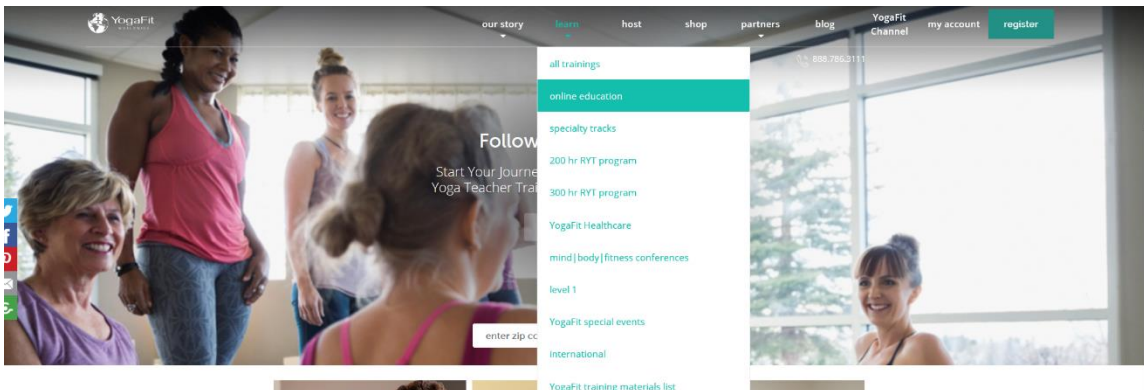 YogaFit
our story
learn
host
shop
partners
blog
YogaFit
Channel
my account
register
888.786.3111
all trainings
online education
specialty tracks
200 hr RYT program
300 hr RYT program
YogaFit Healthcare
mind|body|fitness conferences
level 1
YogaFit special events
international
YogaFit training materials list
Follow
Start Your Journe
Yoga Teacher Trai
enter zip co